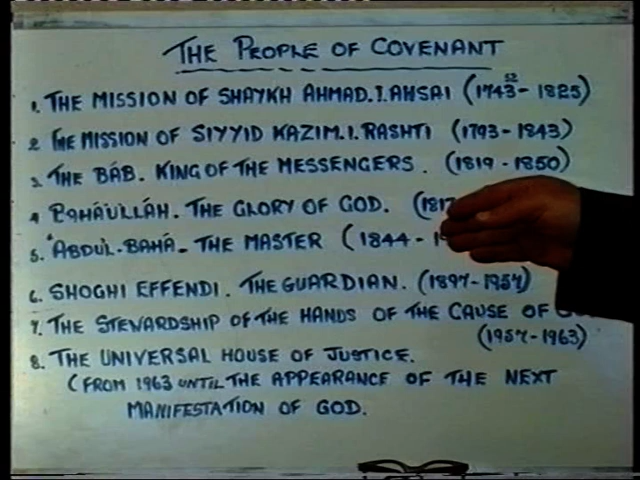 THE PEOPLE OF COVENANT
1. THE MISSION OF SHAYKH AHMAD.I.AHSAI (1743 52 - 1825)
2. THE MISSION OF SIYYID KAZIM.I.RASHTI (1793 - 1843)
3. THE BÁB. KING OF THE MESSENGERS. (1819 - 1850)
4. BAHÁ'ULLÁH. THE GLORY OF GOD. (1817
5. 'ABDU'L-BAHÁ - THE MASTER (1844 - 1
6. SHOGHI EFFENDI. THE GUARDIAN. (1897 - 1957)
7. THE STEWARDSHIP OF THE HANDS OF THE CAUSE OF
(1957 - 1963)
8. THE UNIVERSAL HOUSE OF JUSTICE.
(FROM 1963 UNTIL THE APPEARANCE OF THE NEXT
MANIFESTATION OF GOD.